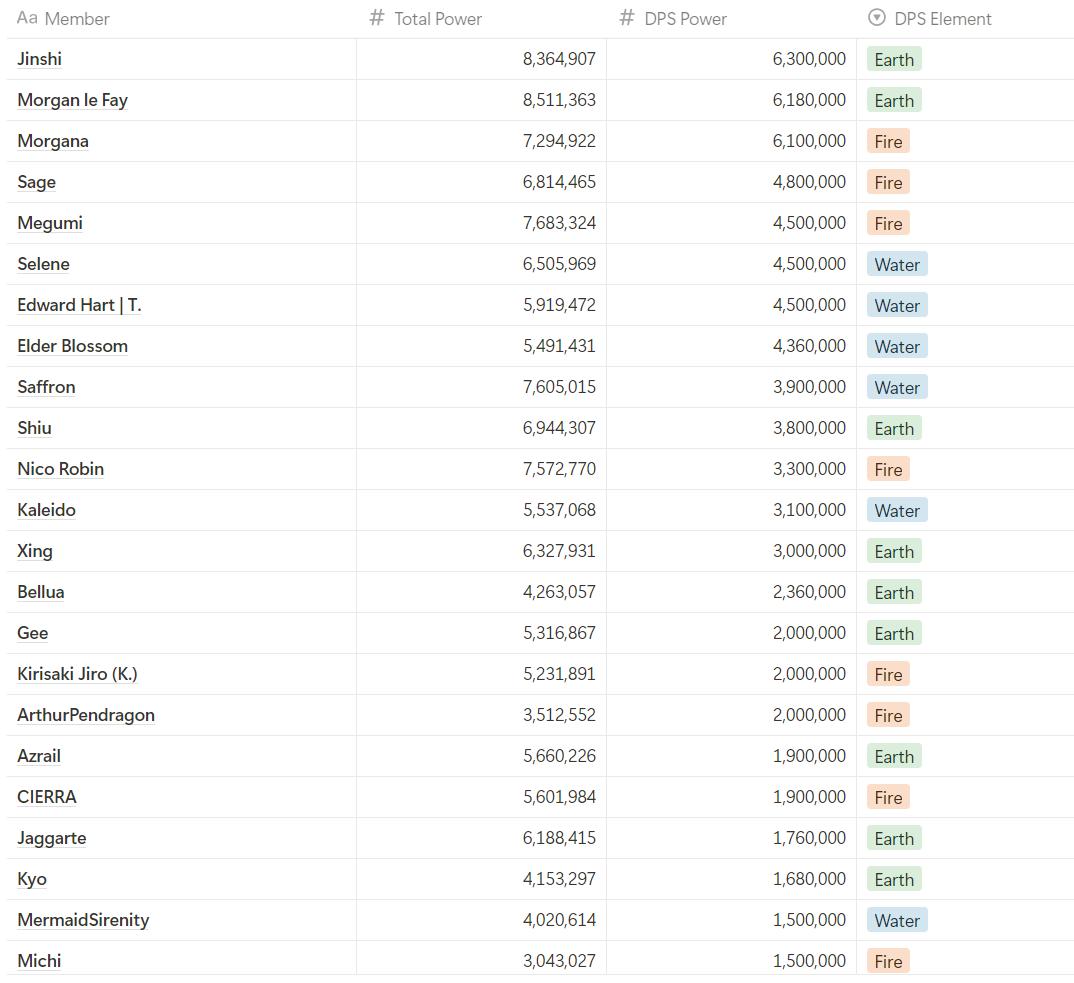 Aa Member # Total Power # DPS Power DPS Element
Jinshi 8,364,907 6,300,000 Earth
Morgan le Fay 8,511,363 6,180,000 Earth
Morgana 7,294,922 6,100,000 Fire
Sage 6,814,465 4,800,000 Fire
Megumi 7,683,324 4,500,000 Fire
Selene 6,505,969 4,500,000 Water
Edward Hart | T. 5,919,472 4,500,000 Water
Elder Blossom 5,491,431 4,360,000 Water
Saffron 7,605,015 3,900,000 Water
Shiu 6,944,307 3,800,000 Earth
Nico Robin 7,572,770 3,300,000 Fire
Kaleido 5,537,068 3,100,000 Water
Xing 6,327,931 3,000,000 Earth
Bellua 4,263,057 2,360,000 Earth
Gee 5,316,867 2,000,000 Earth
Kirisaki Jiro (K.) 5,231,891 2,000,000 Fire
ArthurPendragon 3,512,552 2,000,000 Fire
Azrail 5,660,226 1,900,000 Earth
CIERRA 5,601,984 1,900,000 Fire
Jaggarte 6,188,415 1,760,000 Earth
Kyo 4,153,297 1,680,000 Earth
MermaidSirenity 4,020,614 1,500,000 Water
Michi 3,043,027 1,500,000 Fire